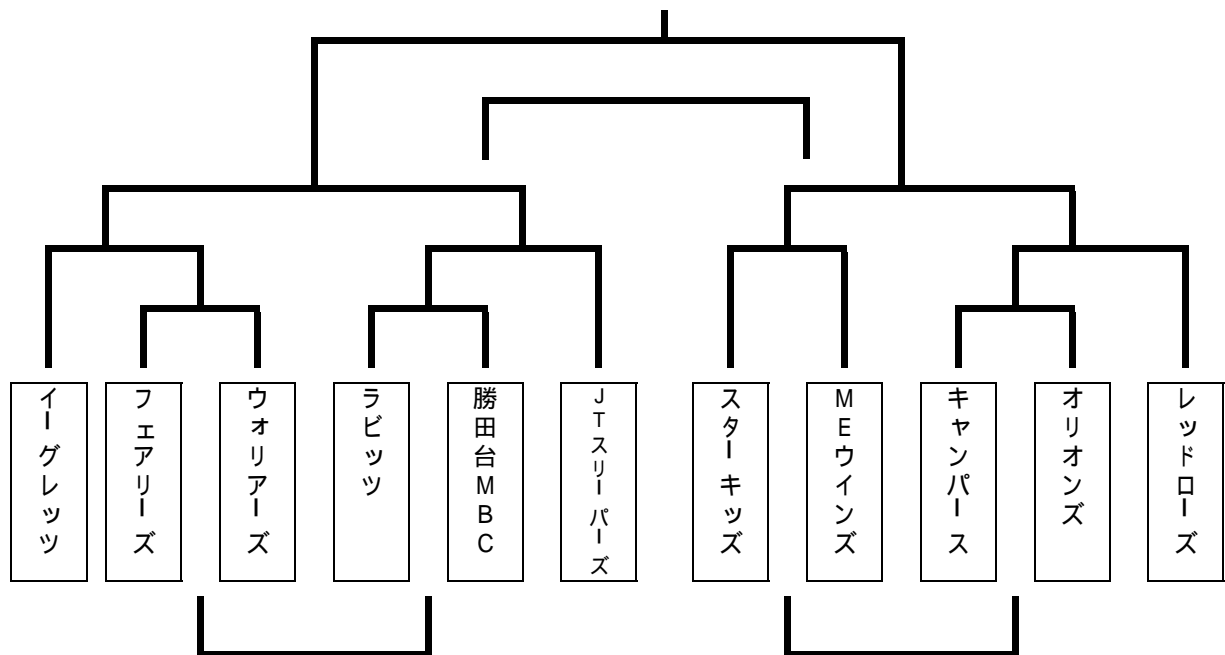 イーグレッツ
フェアリーズ
ウォリアーズ
ラビッツ
勝田台MBC
JTスリーパーズ
スターキッズ
MEウインズ
キャンパース
オリオンズ
レッドローズ